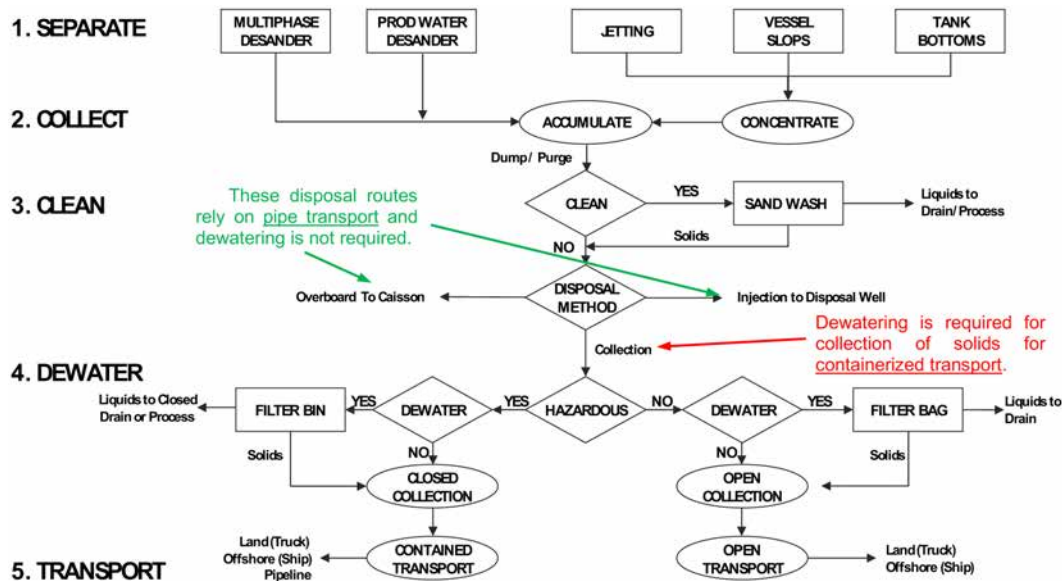 1. SEPARATE
MULTIPHASE
DESANDER
PROD WATER
DESANDER
JETTING
VESSEL
SLOPS
TANK
BOTTOMS
2. COLLECT
ACCUMULATE
CONCENTRATE
Dump/ Purge
3. CLEAN
These disposal routes
rely on pipe transport and
dewatering is not required.
CLEAN
YES
SAND WASH
Liquids to
Drain/ Process
NO
Solids
Overboard To Caisson
DISPOSAL
METHOD
Injection to Disposal Well
Collection
Dewatering is required for
collection of solids for
containerized transport.
4. DEWATER
Liquids to Closed
Drain or Process
FILTER BIN
YES
DEWATER
YES
HAZARDOUS
NO
DEWATER
YES
FILTER BAG
Liquids to
Drain
Solids
NO
NO
Solids
CLOSED
COLLECTION
OPEN
COLLECTION
5. TRANSPORT
Land (Truck)
Offshore (Ship)
Pipeline
CONTAINED
TRANSPORT
OPEN
TRANSPORT
Land (Truck)
Offshore (Ship)